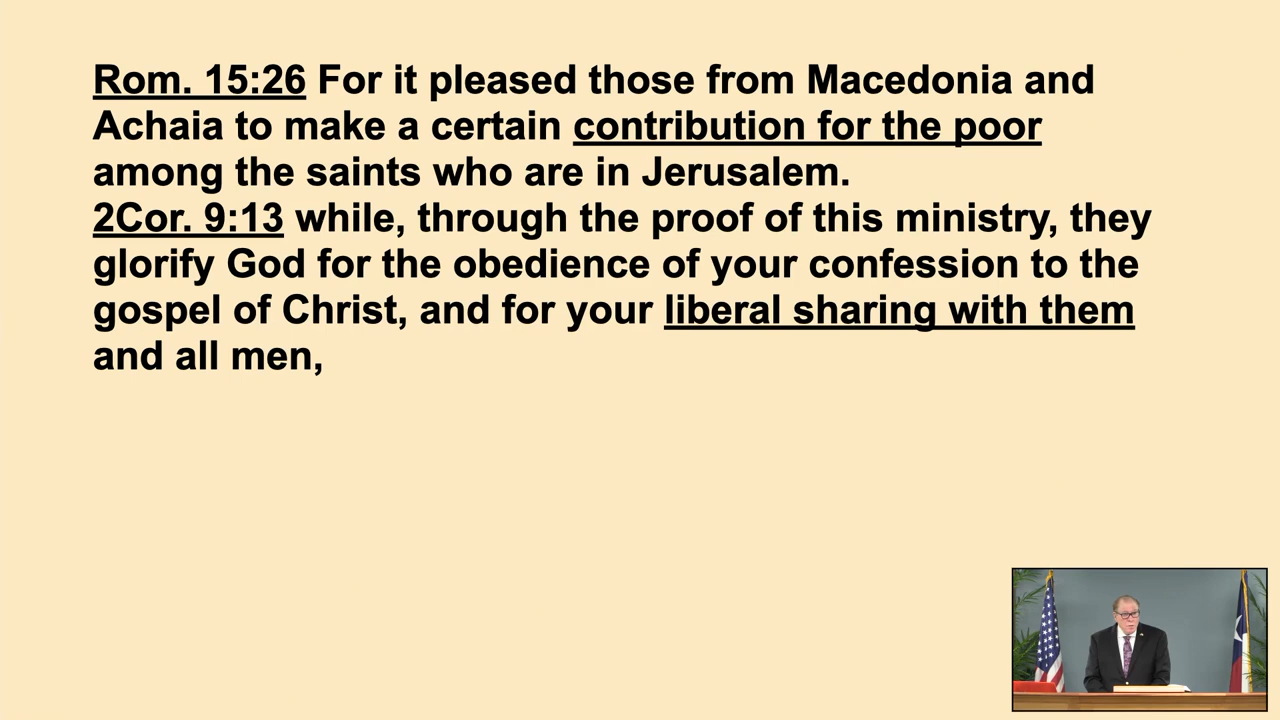 Rom. 15:26 For it pleased those from Macedonia and
Achaia to make a certain contribution for the poor
among the saints who are in Jerusalem.
2Cor. 9:13 while, through the proof of this ministry, they
glorify God for the obedience of your confession to the
gospel of Christ, and for your liberal sharing with them
and all men,